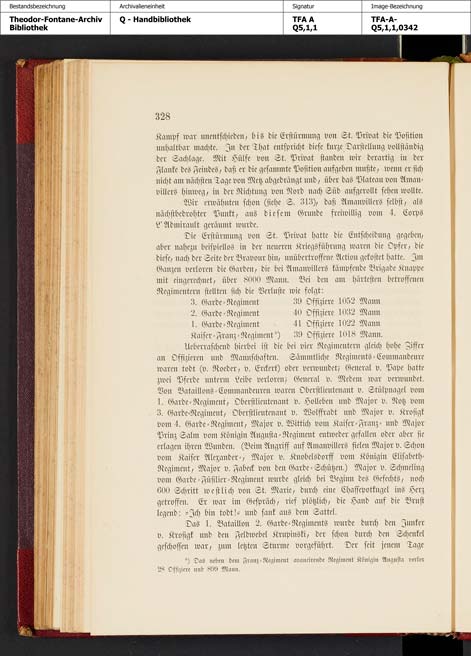 Bestandsbezeichnung
Theodor-Fontane-Archiv
Bibliothek
Archivalieneinheit
Q - Handbibliothek
Signatur
TFA A
Q5,1,1
Image-Bezeichnung
TFA-A-
Q5,1,1,0342
328
Kampf war unentschieden, bis die Erstürmung von St. Privat die Position
unhaltbar machte. In der That entspricht diese kurze Darstellung vollständig
der Sachlage. Mit Hülfe von St. Privat standen wir derartig in der
Flanke des Feindes, daß er die gesammte Position aufgeben mußte, wenn er sich
nicht am nächsten Tage von Metz abgedrängt und, über das Plateau von Aman-
villers hinweg, in der Richtung von Nord nach Süd aufgerollt sehen wollte.
Wir erwähnten schon (siehe S. 313), daß Amanvillers selbst, als
nächstbedrohter Punkt, aus diesem Grunde freiwillig vom 4. Corps
L'Admirault geräumt wurde.
Die Erstürmung von St. Privat hatte die Entscheidung gegeben,
aber nahezu beispiellos in der neueren Kriegsführung waren die Opfer, die
diese, nach der Seite der Bravour hin, unübertroffene Action gekostet hatte. Im
Ganzen verloren die Garden, die bei Amanvillers kämpfende Brigade Knappe
mit eingerechnet, über 8000 Mann. Bei den am härtesten betroffenen
Regimentern stellten sich die Verluste wie folgt:
3. Garde-Regiment 39 Offiziere 1052 Mann
2. Garde-Regiment 40 Offiziere 1032 Mann
1. Garde-Regiment 41 Offiziere 1022 Mann
Kaiser-Franz-Regiment*) 39 Offiziere 1018 Mann.
Ueberraschend hierbei ist die bei vier Regimentern gleich hohe Ziffer
an Offizieren und Mannschaften. Sämmtliche Regiments-Commandeure
waren todt (v. Roeder, v. Erckert) oder verwundet; General v. Pape hatte
zwei Pferde unterm Leibe verloren; General v. Medem war verwundet.
Von Bataillons-Commandeuren waren Oberstlieutenant v. Stülpnagel vom
1. Garde-Regiment, Oberstlieutenant v. Holleben und Major v. Notz vom
3. Garde-Regiment, Oberstlieutenant v. Wolffradt und Major v. Krosigk
vom 4. Garde-Regiment, Major v. Wittich vom Kaiser-Franz- und Major
Prinz Salm vom Königin Augusta-Regiment entweder gefallen oder aber sie
erlagen ihren Wunden. (Beim Angriff auf Amanvillers fielen Major v. Schon
vom Kaiser Alexander-, Major v. Knobelsdorff vom Königin Elisabeth-
Regiment, Major v. Fabeck von den Garde-Schützen.) Major v. Schmeling
vom Garde-Füsilier-Regiment wurde gleich bei Beginn des Gefechts, noch
600 Schritt westlich von St. Marie, durch eine Chassepotkugel ins Herz
getroffen. Er war im Gespräch, rief plötzlich, die Hand auf die Brust
legend: »Ich bin todt!« und sank aus dem Sattel.
Das 1. Bataillon 2. Garde-Regiments wurde durch den Junker
v. Krosigk und den Feldwebel Krupinski, der schon durch den Schenkel
geschossen war, zum letzten Sturme vorgeführt. Der seit jenem Tage
*) Das neben dem Franz-Regiment avancirende Regiment Königin Augusta verlor
28 Offiziere und 899 Mann.